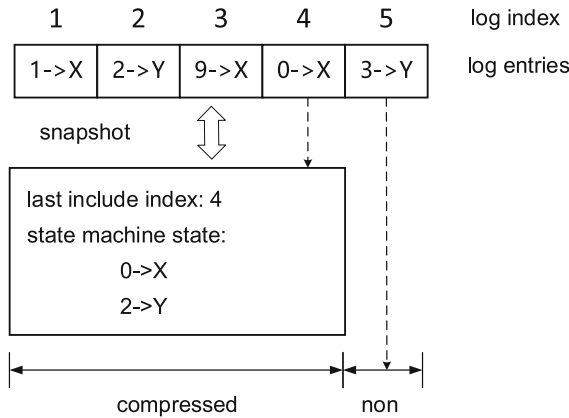 1 2 3 4 5 log index
1->X 2->Y 9->X 0->X 3->Y log entries
snapshot
last include index: 4
state machine state:
0->X
2->Y
compressed non